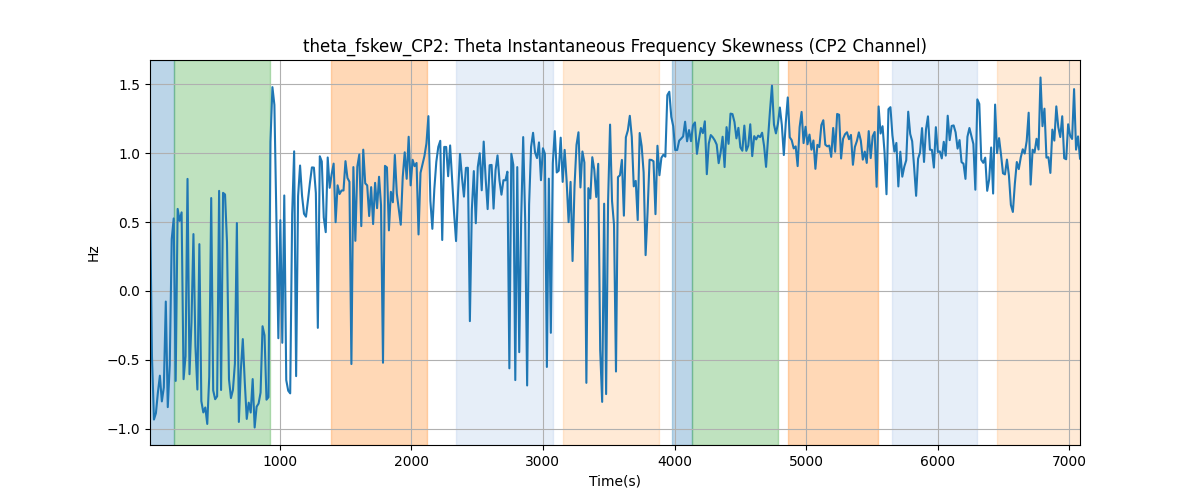 theta_fskew_CP2: Theta Instantaneous Frequency Skewness (CP2 Channel)
1.5
1.0
0.5
0.0
−0.5
−1.0
Hz
1000 2000 3000 4000 5000 6000 7000
Time(s)